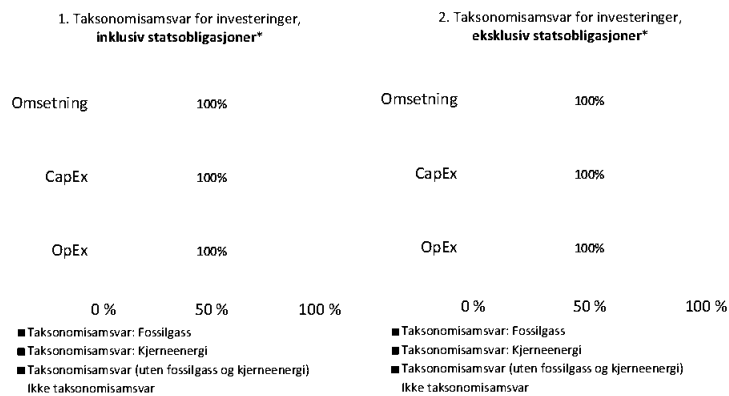 1. Taksonomisamsvar for investeringer,
inklusiv statsobligasjoner*
Omsetning 100%
CapEx 100%
OpEx 100%
0 % 50 % 100 %
Taksonomisamsvar: Fossilgass
Taksonomisamsvar: Kjerneenergi
Taksonomisamsvar (uten fossilgass og kjerneenergi)
Ikke taksonomisamsvar
2. Taksonomisamsvar for investeringer,
eksklusiv statsobligasjoner*
Omsetning 100%
CapEx 100%
OpEx 100%
0 % 50 % 100 %
Taksonomisamsvar: Fossilgass
Taksonomisamsvar: Kjerneenergi
Taksonomisamsvar (uten fossilgass og kjerneenergi)
Ikke taksonomisamsvar